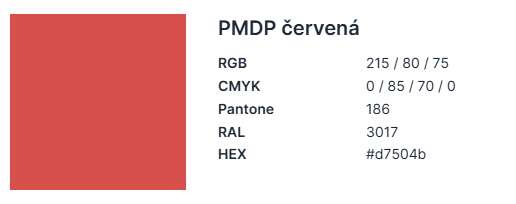 PMDP červená
RGB 215 / 80 / 75
CMYK 0 / 85 / 70 / 0
Pantone 186
RAL 3017
HEX #d7504b